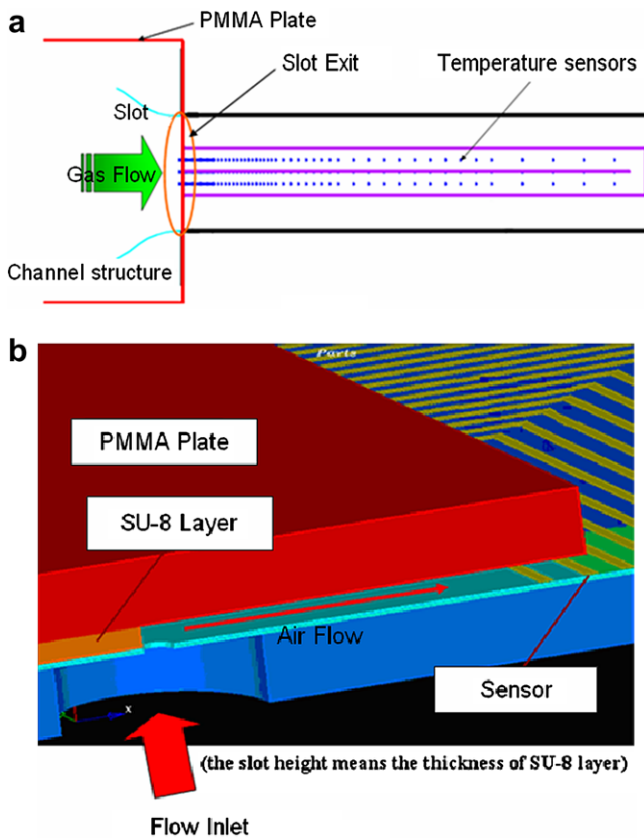 a
PMMA Plate
Slot Exit
Temperature sensors
Slot
Gas Flow
Channel structure
b
Parts
PMMA Plate
SU-8 Layer
Air Flow
Sensor
x
(the slot height means the thickness of SU-8 layer)
Flow Inlet